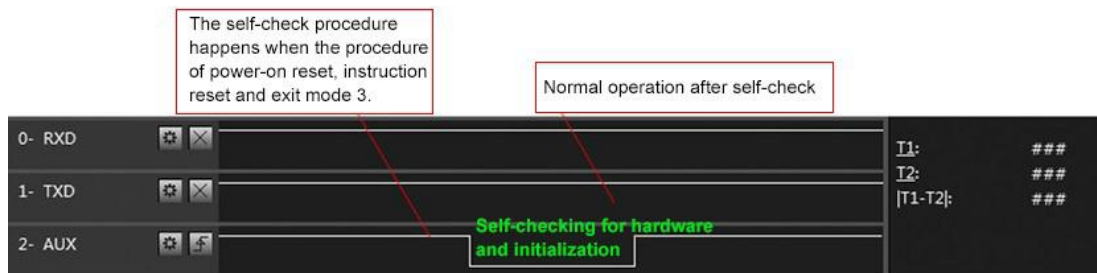 The self-check procedure
happens when the procedure
of power-on reset, instruction
reset and exit mode 3.
Normal operation after self-check
0- RXD
T1: ###
T2: ###
1- TXD
|T1-T2|: ###
Self-checking for hardware
and initialization
2- AUX